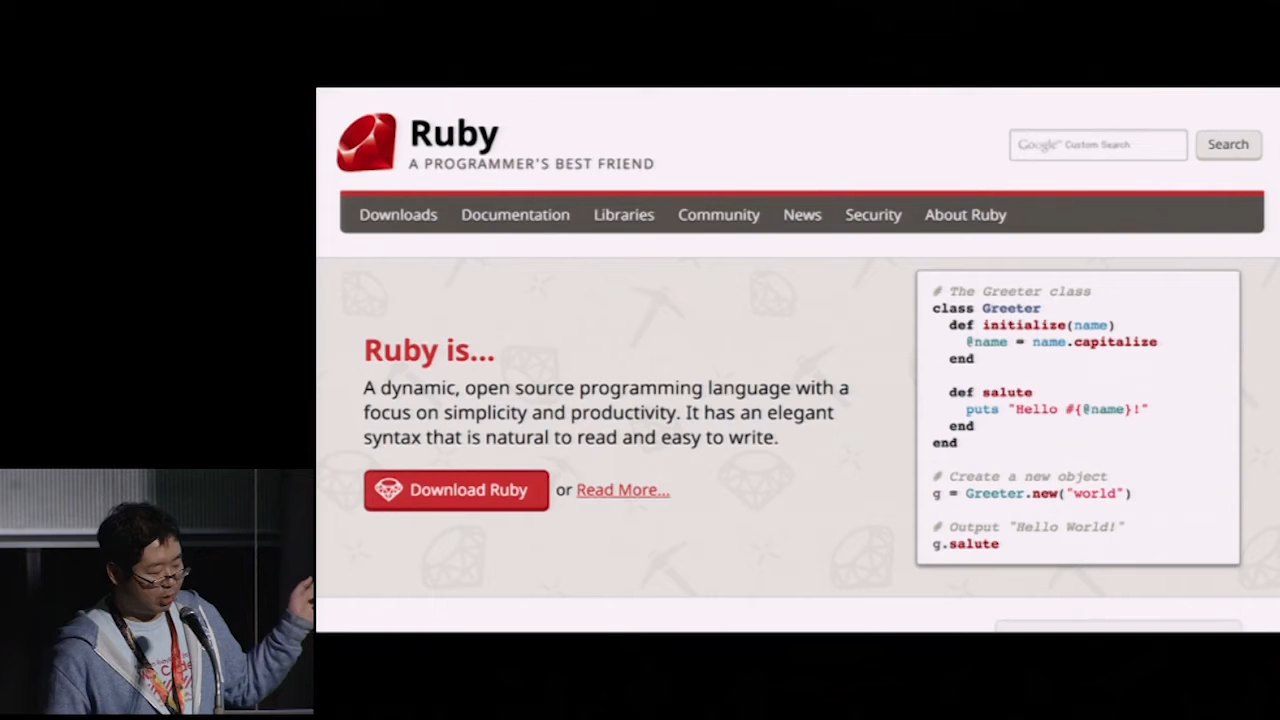 Ruby
A PROGRAMMER'S BEST FRIEND
Google™ Custom Search
Search
Downloads Documentation Libraries Community News Security About Ruby
Ruby is...
A dynamic, open source programming language with a
focus on simplicity and productivity. It has an elegant
syntax that is natural to read and easy to write.
Download Ruby or Read More...
# The Greeter class
class Greeter
  def initialize(name)
    @name = name.capitalize
  end

  def salute
    puts "Hello #{@name}!"
  end
end

# Create a new object
g = Greeter.new("world")

# Output "Hello World!"
g.salute